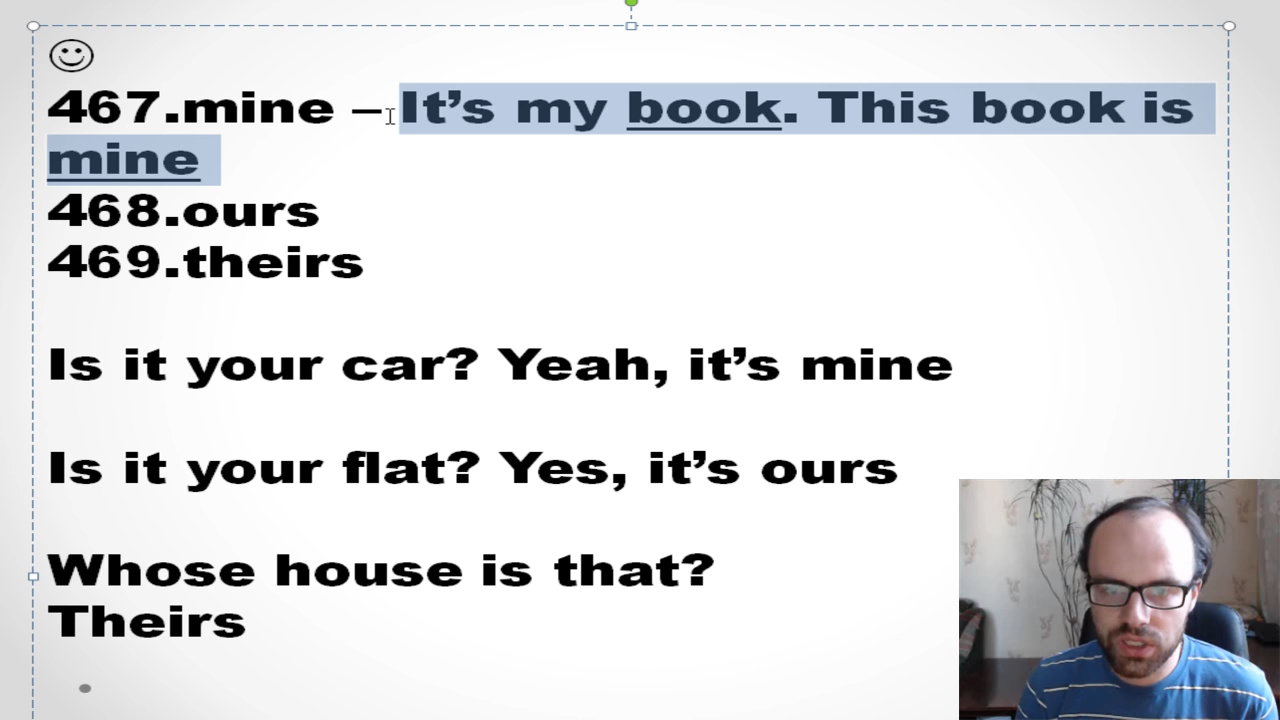 467.mine – It’s my book. This book is
mine
468.ours
469.theirs
Is it your car? Yeah, it’s mine
Is it your flat? Yes, it’s ours
Whose house is that?
Theirs